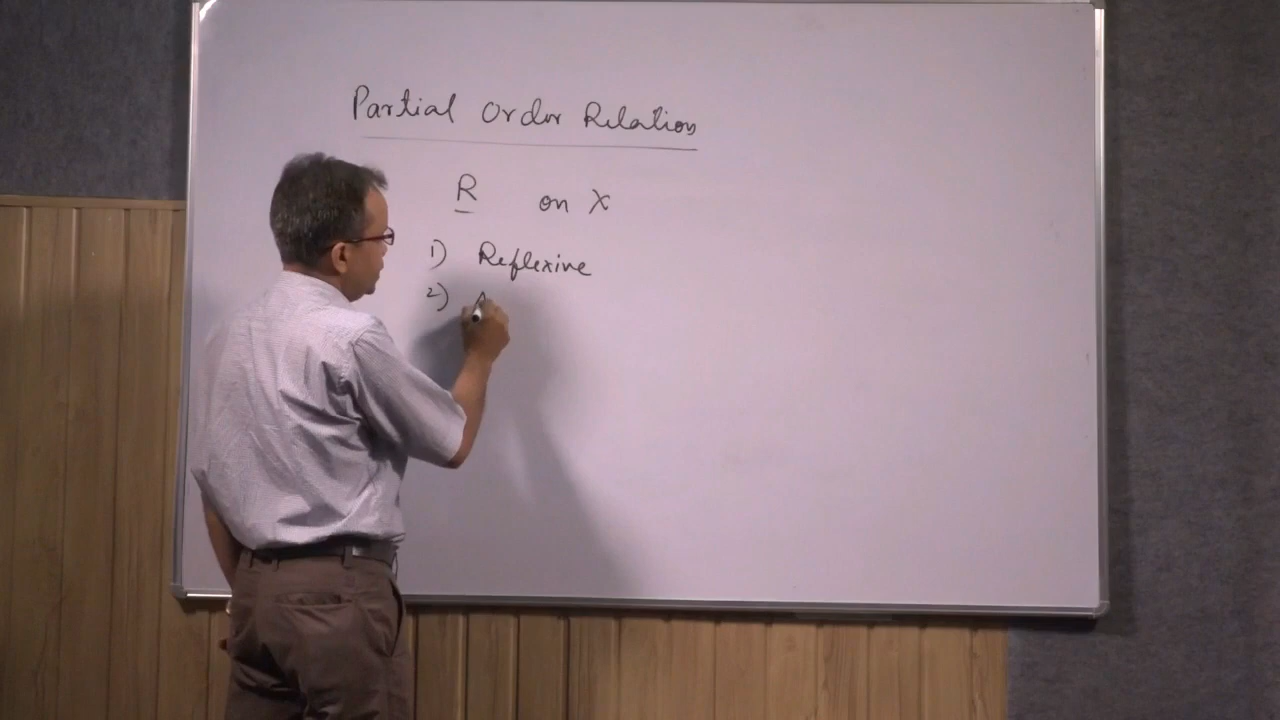 Partial Order Relation
R on X
1) Reflexive
2)